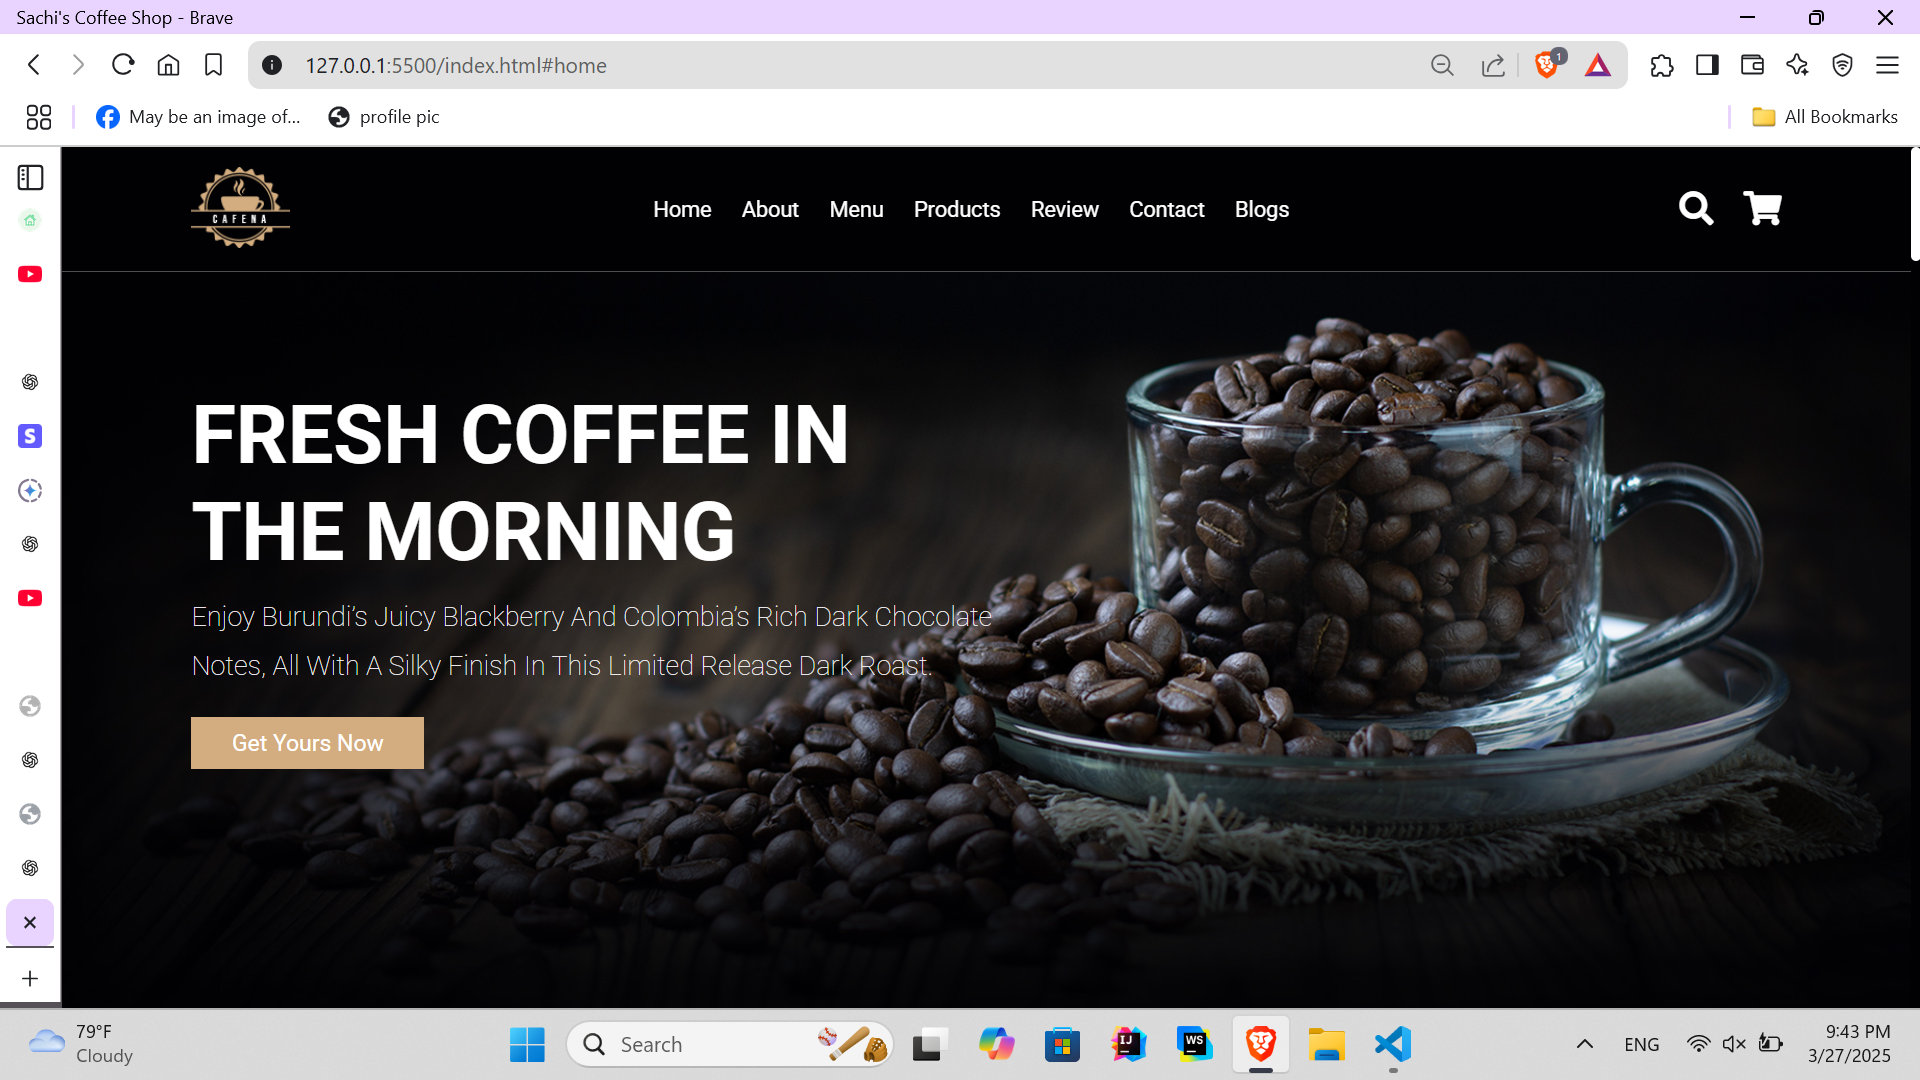 Sachi's Coffee Shop - Brave
127.0.0.1:5500/index.html#home
1
May be an image of...
profile pic
All Bookmarks
CAFENA
Home About Menu Products Review Contact Blogs
FRESH COFFEE IN
THE MORNING
Enjoy Burundi’s Juicy Blackberry And Colombia’s Rich Dark Chocolate
Notes, All With A Silky Finish In This Limited Release Dark Roast.
Get Yours Now
S
79°F
Cloudy
Search
IJ
WS
ENG
9:43 PM
3/27/2025